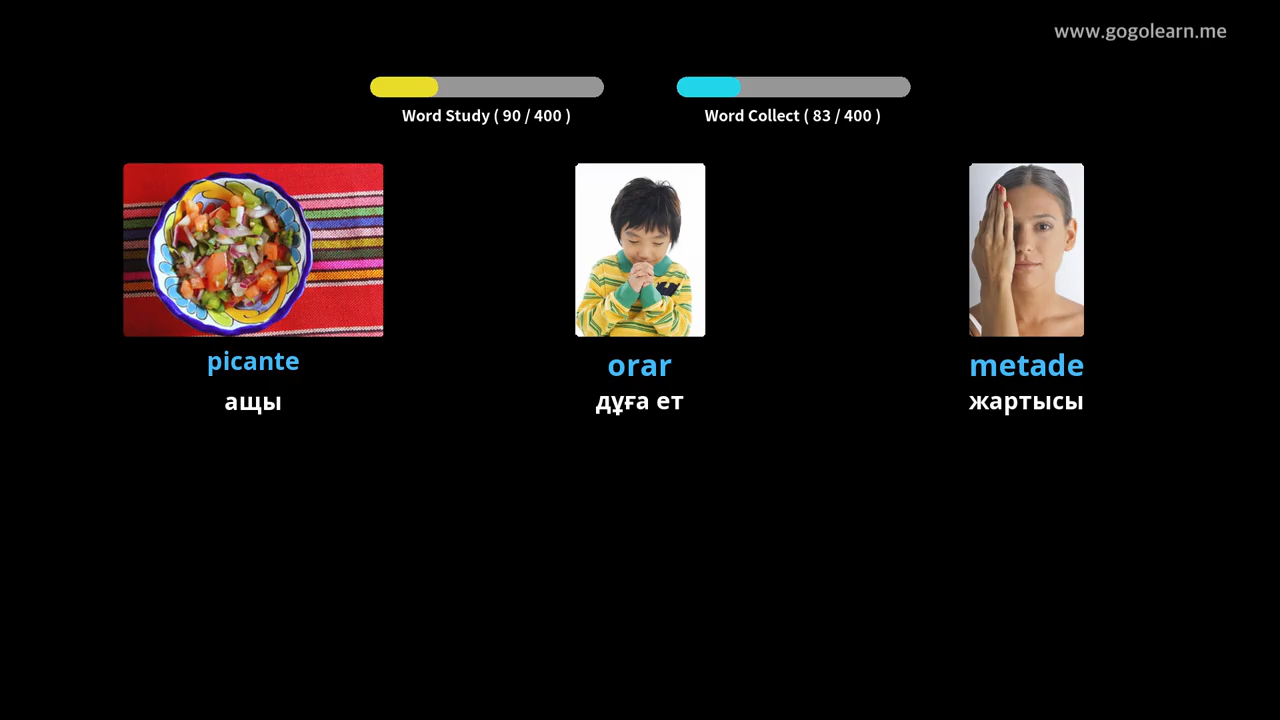 www.gogolearn.me
Word Study ( 90 / 400 )
Word Collect ( 83 / 400 )
picante
ащы
orar
дұға ет
metade
жартысы